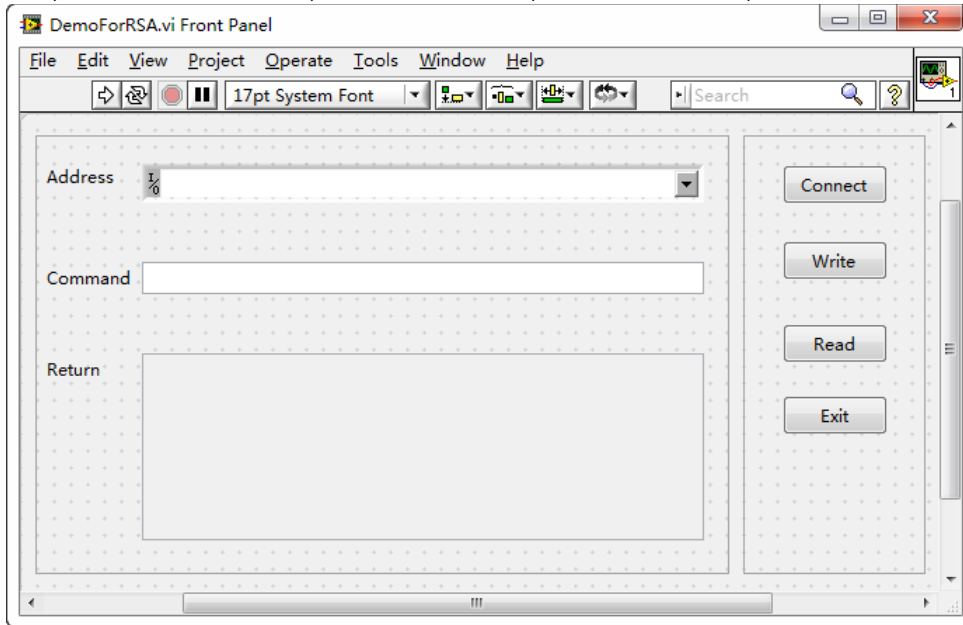 DemoForRSA.vi Front Panel
File Edit View Project Operate Tools Window Help
17pt System Font Search
1
Address I/O
Connect
Command
Write
Return
Read
Exit